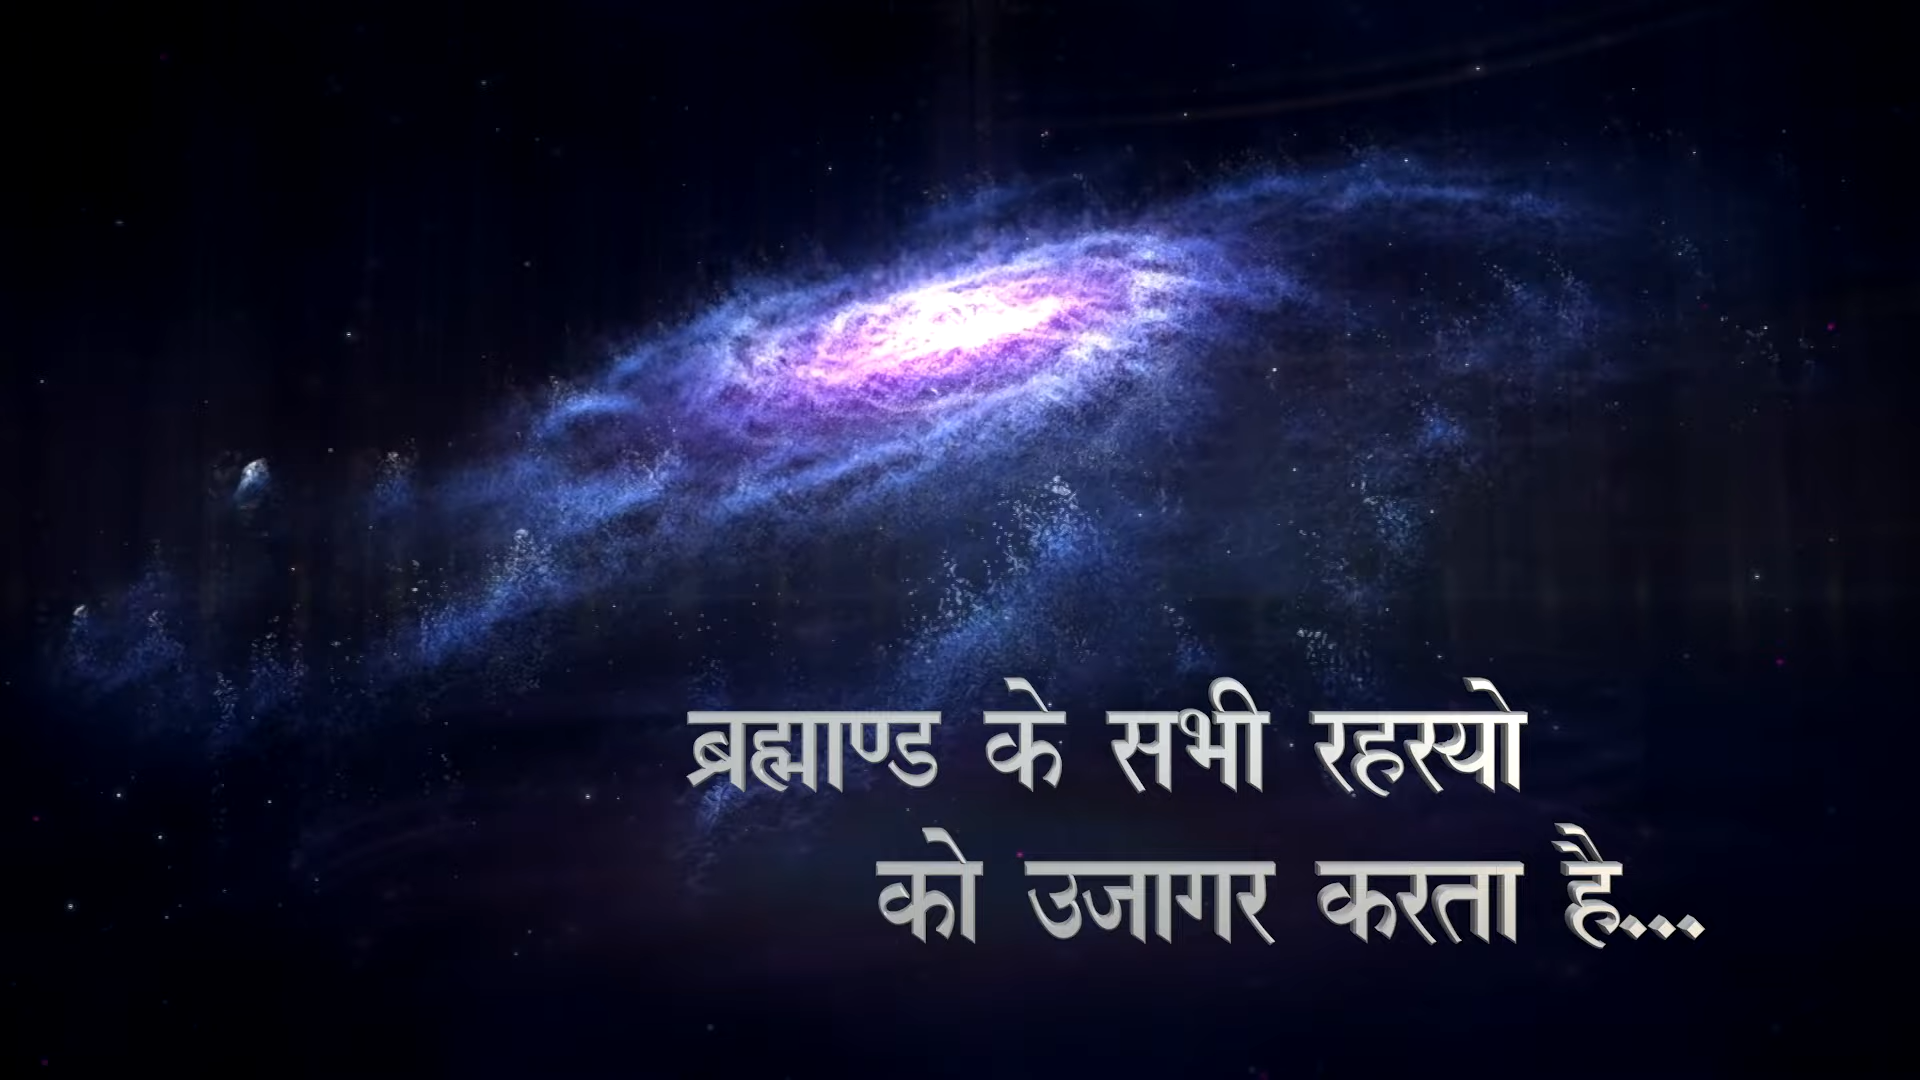 ब्रह्माण्ड के सभी रहस्यो
को उजागर करता है...